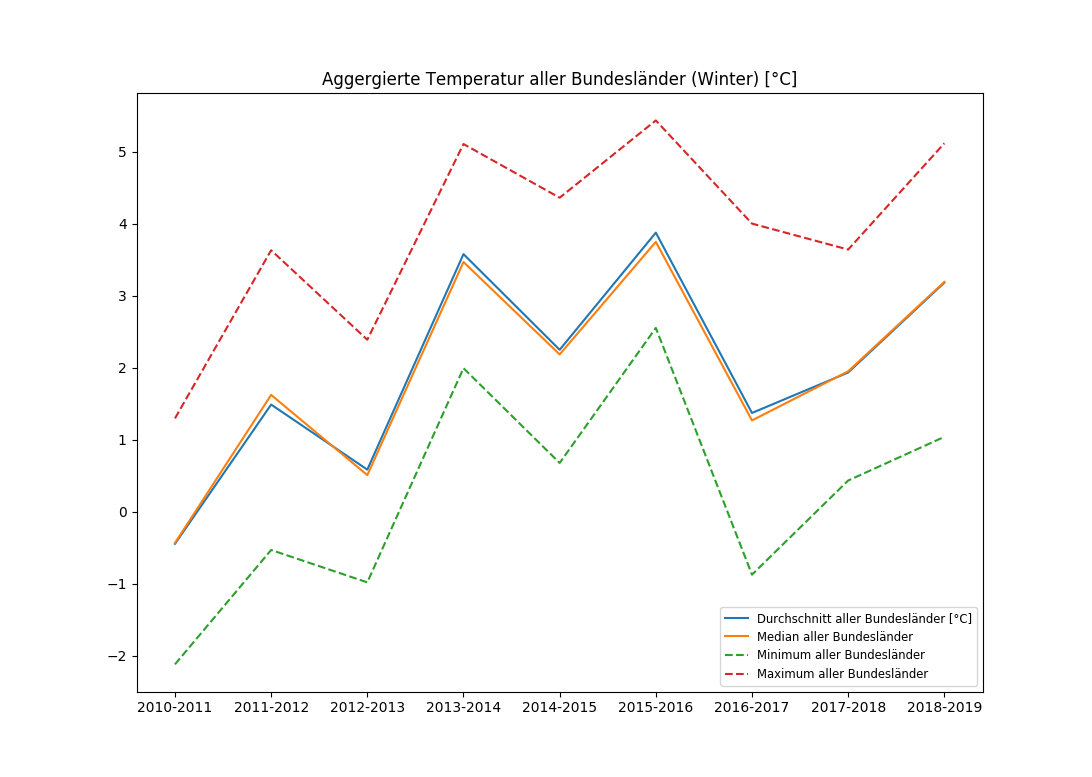 Aggergierte Temperatur aller Bundesländer (Winter) [°C]
5
4
3
2
1
0
−1
−2
Durchschnitt aller Bundesländer [°C]
Median aller Bundesländer
Minimum aller Bundesländer
Maximum aller Bundesländer
2010-2011 2011-2012 2012-2013 2013-2014 2014-2015 2015-2016 2016-2017 2017-2018 2018-2019